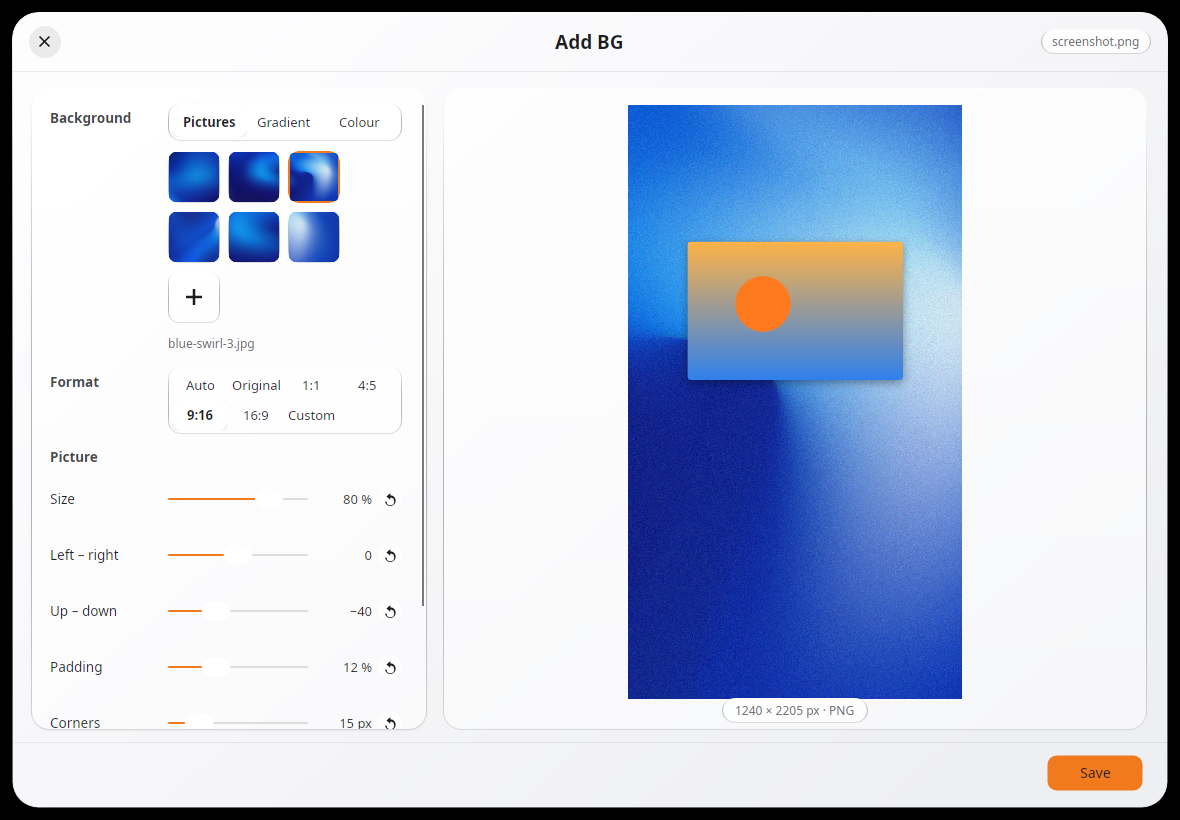 Add BG
screenshot.png
Background
Pictures Gradient Colour
blue-swirl-3.jpg
Format
Auto Original 1:1 4:5
9:16 16:9 Custom
Picture
Size 80 %
Left – right 0
Up – down −40
Padding 12 %
Corners 15 px
1240 × 2205 px · PNG
Save